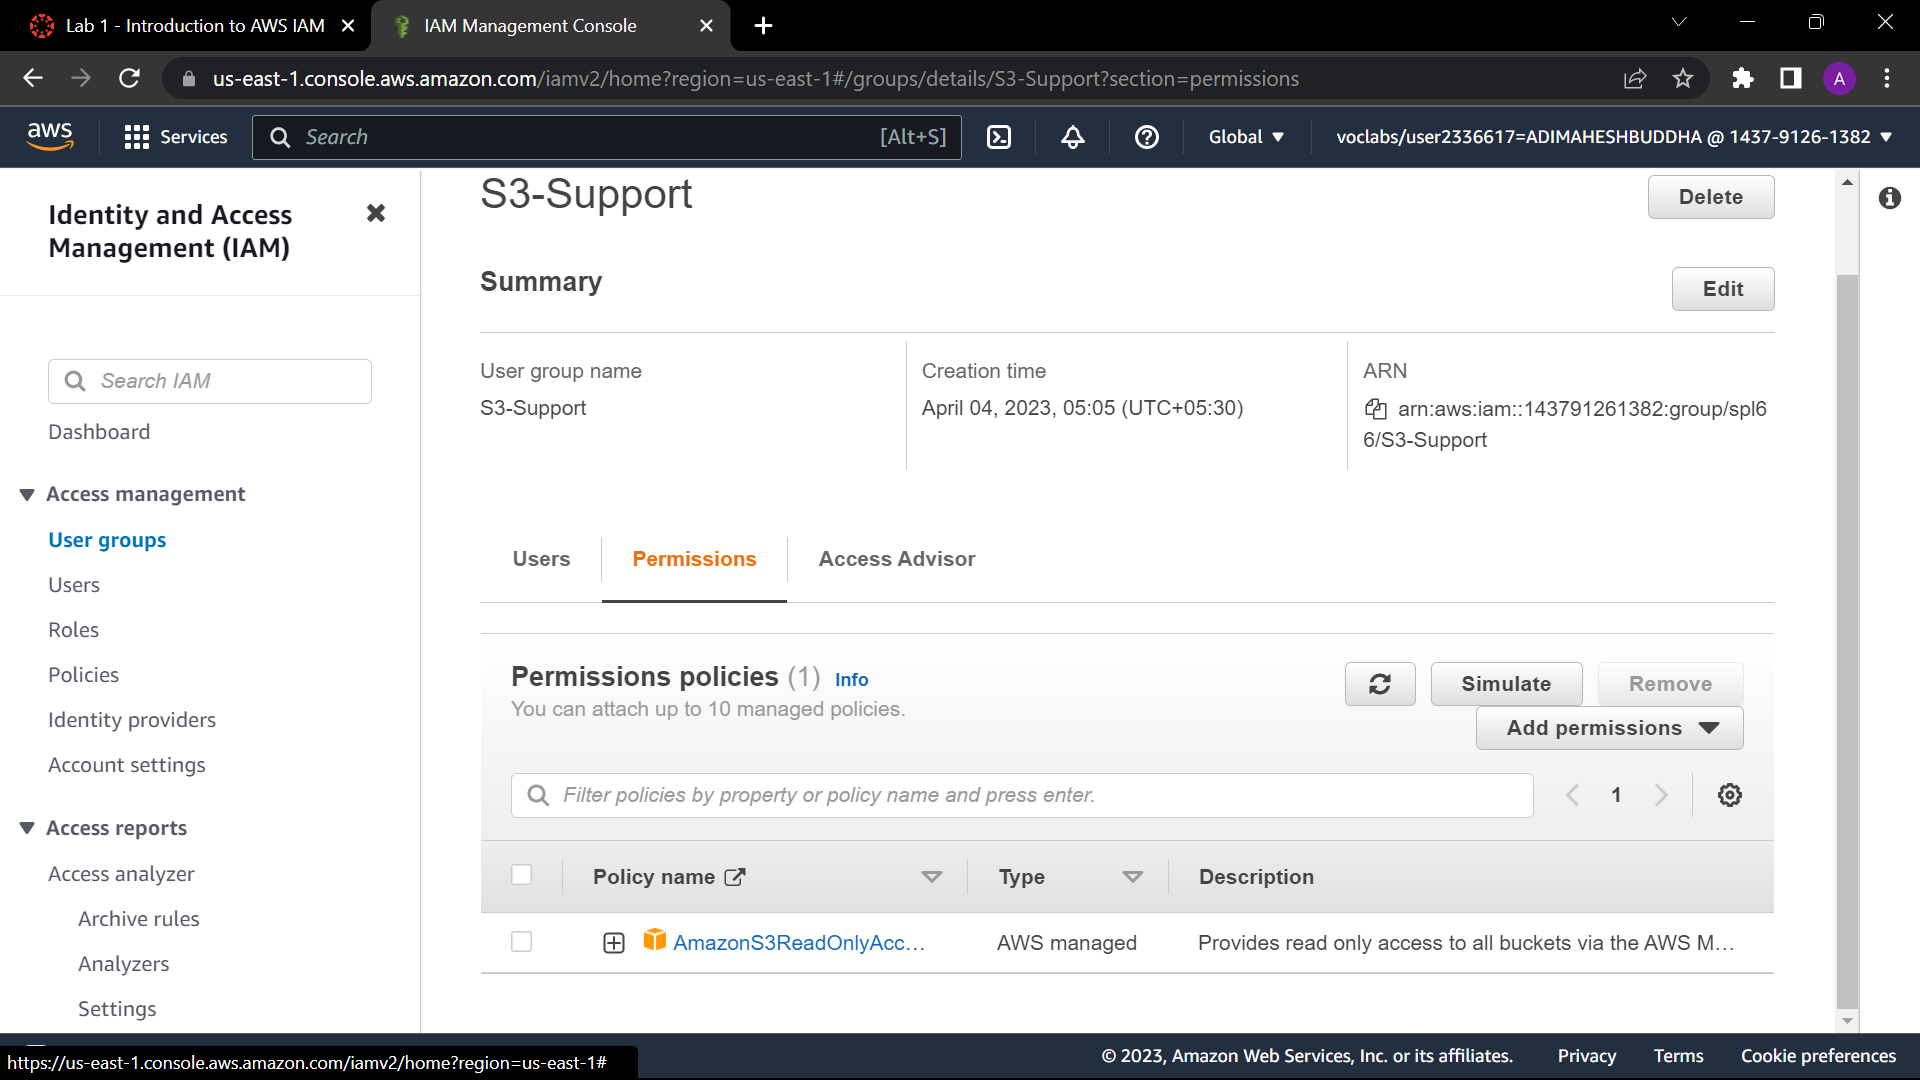 Lab 1 - Introduction to AWS IAM
IAM Management Console
us-east-1.console.aws.amazon.com/iamv2/home?region=us-east-1#/groups/details/S3-Support?section=permissions
A
aws
Services
Search
[Alt+S]
Global
voclabs/user2336617=ADIMAHESHBUDDHA @ 1437-9126-1382
Identity and Access
Management (IAM)
Search IAM
Dashboard
Access management
User groups
Users
Roles
Policies
Identity providers
Account settings
Access reports
Access analyzer
Archive rules
Analyzers
Settings
S3-Support
Delete
Summary
Edit
User group name
S3-Support
Creation time
April 04, 2023, 05:05 (UTC+05:30)
ARN
arn:aws:iam::143791261382:group/spl6
6/S3-Support
Users
Permissions
Access Advisor
Permissions policies (1) Info
You can attach up to 10 managed policies.
Simulate
Remove
Add permissions
Filter policies by property or policy name and press enter.
1
Policy name
Type
Description
AmazonS3ReadOnlyAcc...
AWS managed
Provides read only access to all buckets via the AWS M...
https://us-east-1.console.aws.amazon.com/iamv2/home?region=us-east-1#
© 2023, Amazon Web Services, Inc. or its affiliates.
Privacy
Terms
Cookie preferences